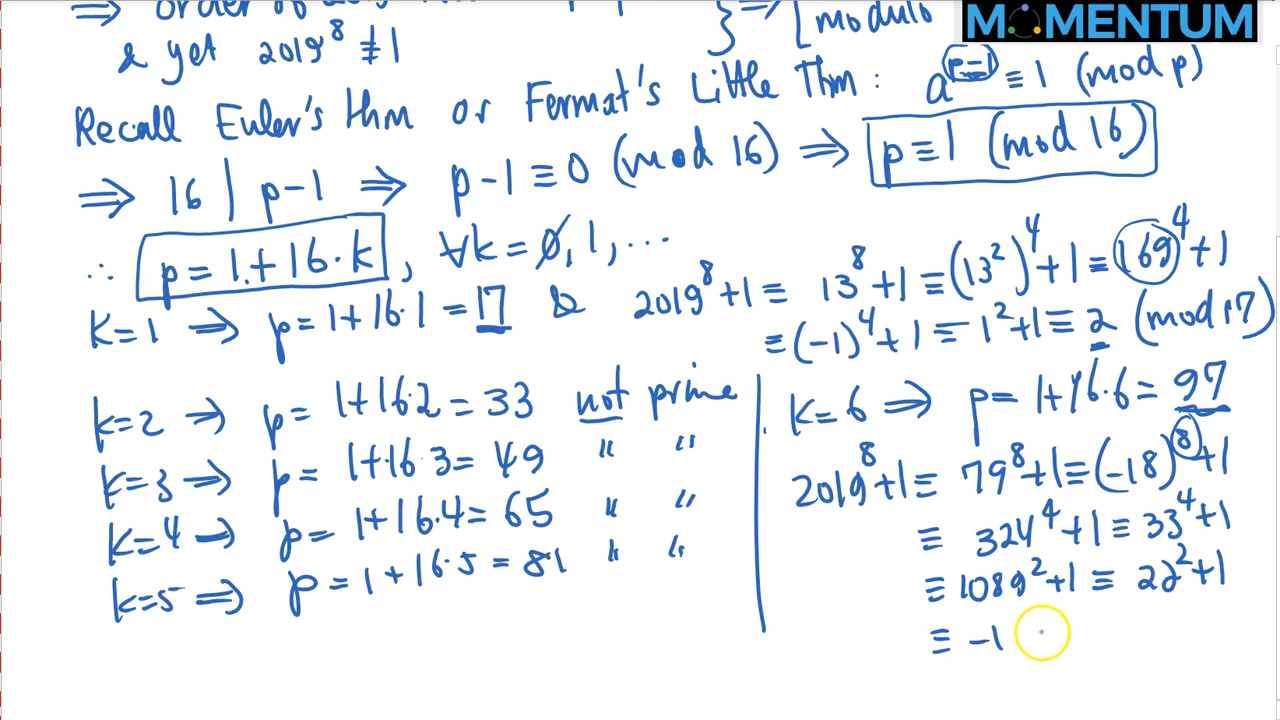 ⇒ order of
& yet 2019^8 ≢ 1
} ⇒ [modulo
MOMENTUM
Recall Euler's thm or Fermat's Little Thm : a^(p-1) ≡ 1 (mod p)
⇒ 16 | p-1 ⇒ p-1 ≡ 0 (mod 16) ⇒ p ≡ 1 (mod 16)
∴ p = 1 + 16·k , ∀k = 0, 1, ...
K=1 ⇒ p = 1+16·1 = 17 & 2019^8 + 1 ≡ 13^8 + 1 ≡ (13^2)^4 + 1 ≡ 169^4 + 1
≡ (-1)^4 + 1 ≡ 1^2 + 1 ≡ 2 (mod 17)
k=2 ⇒ p = 1+16·2 = 33 not prime
k=3 ⇒ p = 1+16·3 = 49 " "
k=4 ⇒ p = 1+16·4 = 65 " "
k=5 ⇒ p = 1+16·5 = 81 " "
K=6 ⇒ p = 1+16·6 = 97
2019^8 + 1 ≡ 79^8 + 1 ≡ (-18)^8 + 1
≡ 324^4 + 1 ≡ 33^4 + 1
≡ 1089^2 + 1 ≡ 22^2 + 1
≡ -1